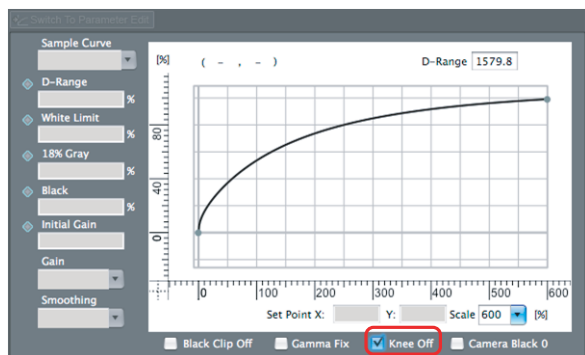 Switch To Parameter Edit
Sample Curve
[%] ( – , – ) D-Range 1579.8
D-Range
%
White Limit
%
18% Gray
%
Black
%
Initial Gain
Gain
Smoothing
80
40
0
0 100 200 300 400 500 600
Set Point X: Y: Scale 600 [%]
Black Clip Off Gamma Fix Knee Off Camera Black 0